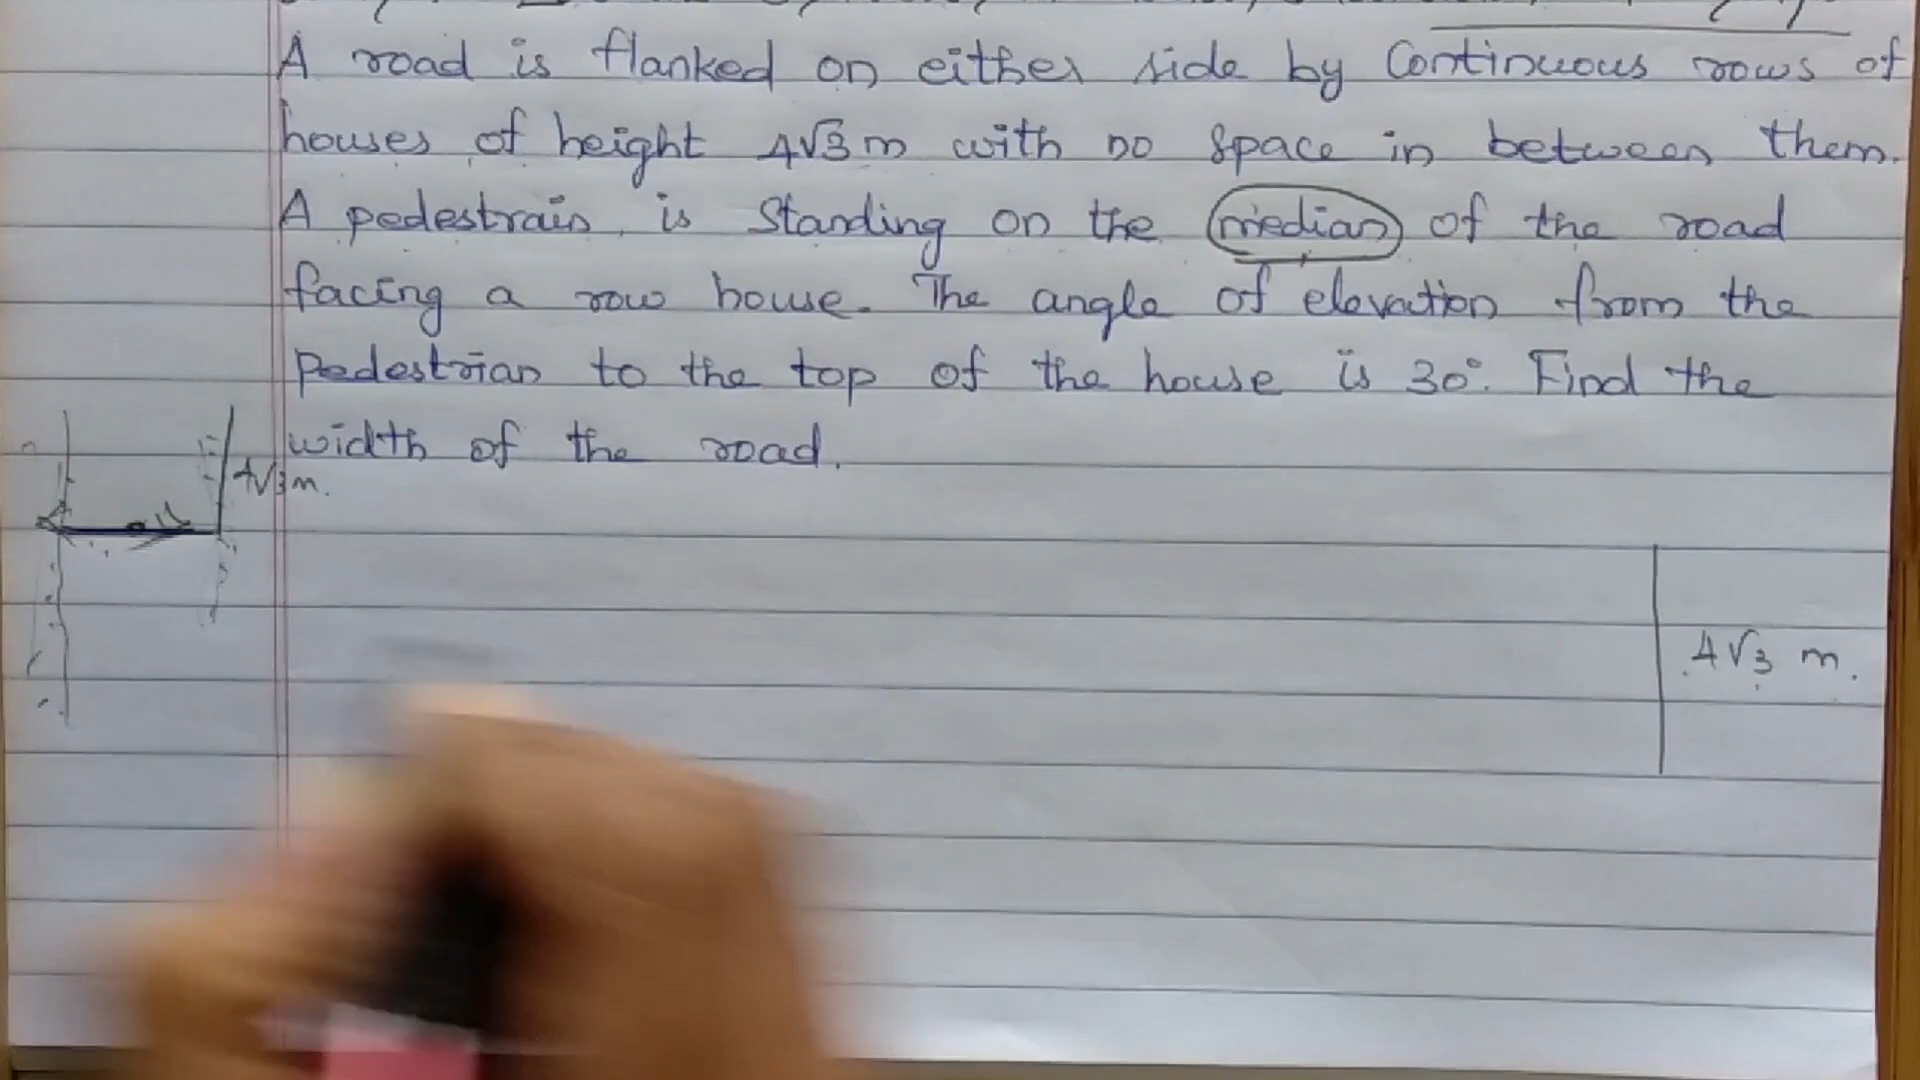 A road is flanked on either side by Continuous rows of
houses of height 4√3 m with no space in between them.
A pedestrain is Standing on the median of the road
facing a row house. The angle of elevation from the
Pedestrian to the top of the house is 30°. Find the
width of the road.
4√3 m.
4√3 m.